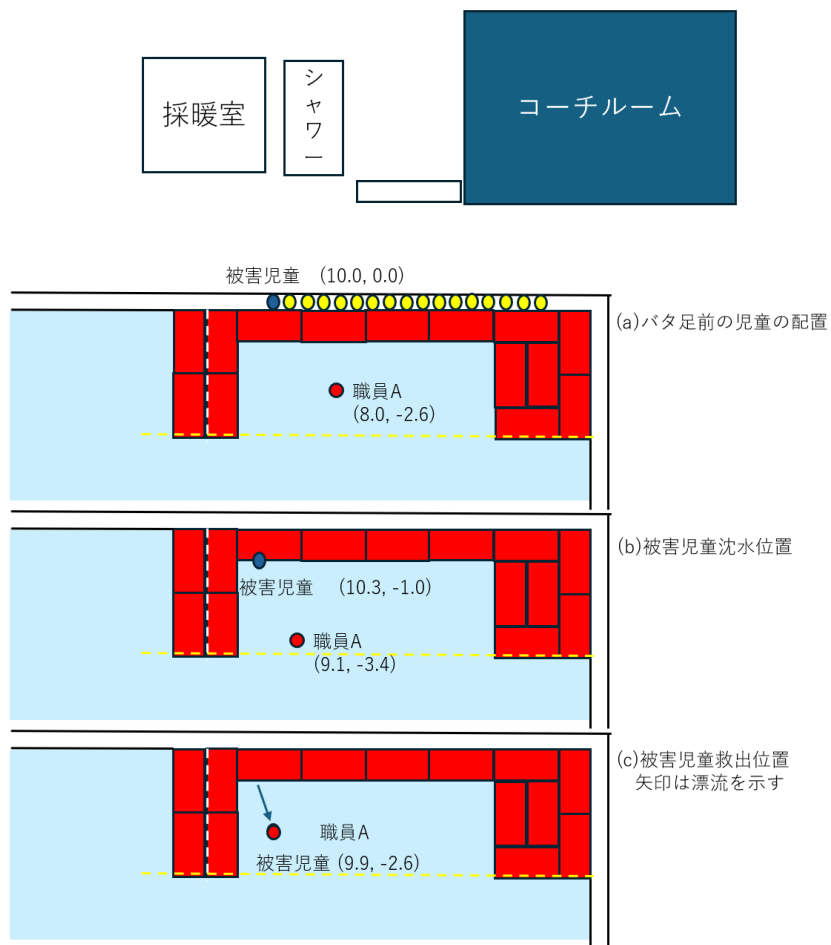 採暖室
シャワー
コーチルーム
被害児童　(10.0, 0.0)
(a)バタ足前の児童の配置
職員A
(8.0, -2.6)
(b)被害児童沈水位置
被害児童　(10.3, -1.0)
職員A
(9.1, -3.4)
(c)被害児童救出位置
矢印は漂流を示す
職員A
被害児童 (9.9, -2.6)